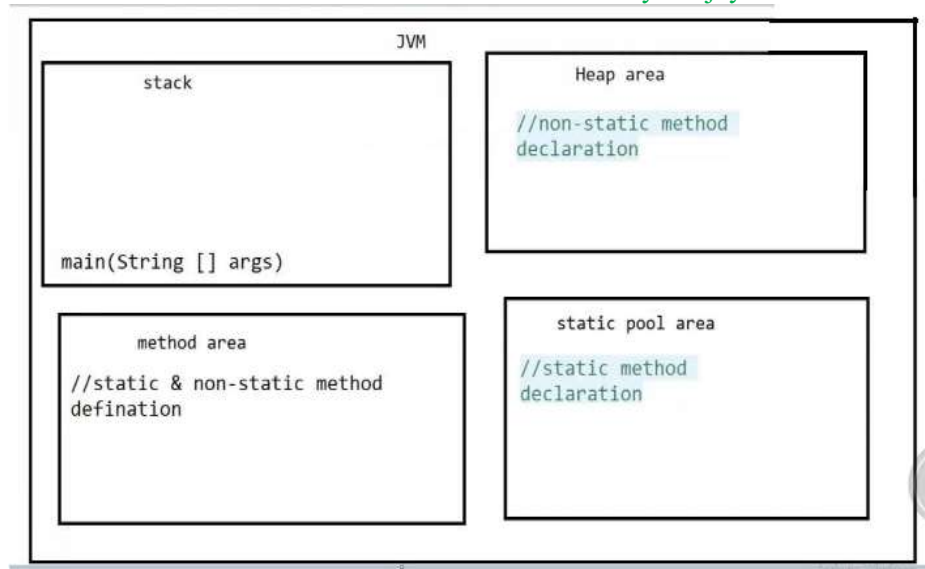 JVM
stack
main(String [] args)
Heap area
//non-static method
declaration
method area
//static & non-static method
defination
static pool area
//static method
declaration